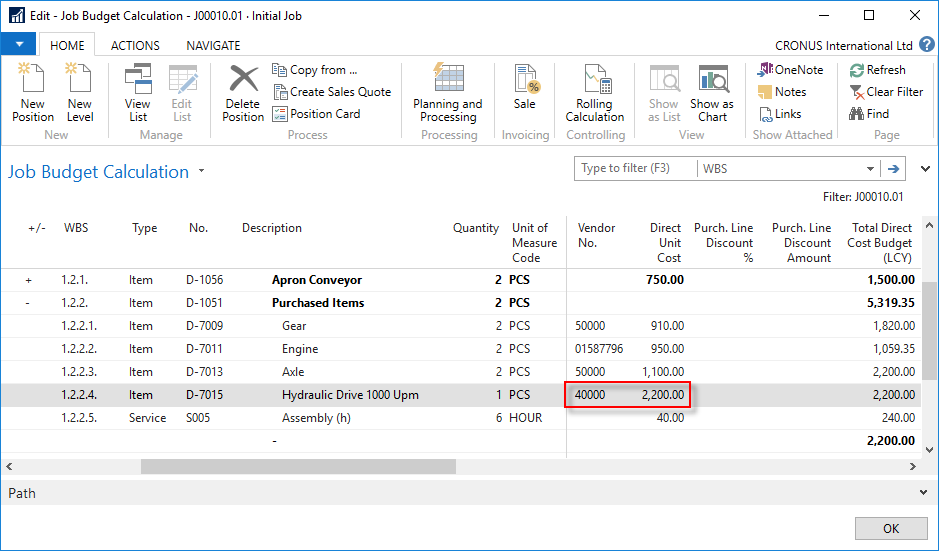 Edit - Job Budget Calculation - J00010.01 · Initial Job
HOME ACTIONS NAVIGATE CRONUS International Ltd ?
New Position
New Level
New
View List
Edit List
Manage
Delete Position
Copy from ...
Create Sales Quote
Position Card
Process
Planning and Processing
Processing
Sale
Invoicing
Rolling Calculation
Controlling
Show as List
Show as Chart
View
OneNote
Notes
Links
Show Attached
Refresh
Clear Filter
Find
Page
Job Budget Calculation
Type to filter (F3) WBS
Filter: J00010.01
+/- WBS Type No. Description Quantity Unit of Measure Code Vendor No. Direct Unit Cost Purch. Line Discount % Purch. Line Discount Amount Total Direct Cost Budget (LCY)
+ 1.2.1. Item D-1056 Apron Conveyor 2 PCS 750.00 1,500.00
- 1.2.2. Item D-1051 Purchased Items 2 PCS 5,319.35
1.2.2.1. Item D-7009 Gear 2 PCS 50000 910.00 1,820.00
1.2.2.2. Item D-7011 Engine 2 PCS 01587796 950.00 1,059.35
1.2.2.3. Item D-7013 Axle 2 PCS 50000 1,100.00 2,200.00
1.2.2.4. Item D-7015 Hydraulic Drive 1000 Upm 1 PCS 40000 2,200.00 2,200.00
1.2.2.5. Service S005 Assembly (h) 6 HOUR 40.00 240.00
- 2,200.00
Path
OK